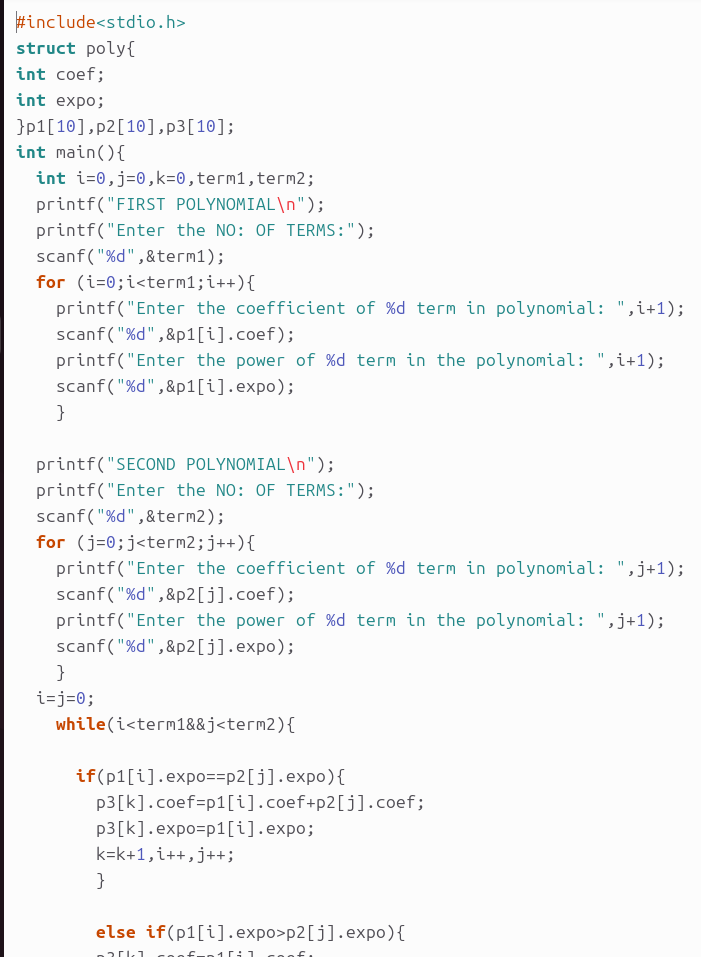 #include<stdio.h>
struct poly{
int coef;
int expo;
}p1[10],p2[10],p3[10];
int main(){
  int i=0,j=0,k=0,term1,term2;
  printf("FIRST POLYNOMIAL\n");
  printf("Enter the NO: OF TERMS:");
  scanf("%d",&term1);
  for (i=0;i<term1;i++){
    printf("Enter the coefficient of %d term in polynomial: ",i+1);
    scanf("%d",&p1[i].coef);
    printf("Enter the power of %d term in the polynomial: ",i+1);
    scanf("%d",&p1[i].expo);
    }

  printf("SECOND POLYNOMIAL\n");
  printf("Enter the NO: OF TERMS:");
  scanf("%d",&term2);
  for (j=0;j<term2;j++){
    printf("Enter the coefficient of %d term in polynomial: ",j+1);
    scanf("%d",&p2[j].coef);
    printf("Enter the power of %d term in the polynomial: ",j+1);
    scanf("%d",&p2[j].expo);
    }
  i=j=0;
    while(i<term1&&j<term2){

      if(p1[i].expo==p2[j].expo){
        p3[k].coef=p1[i].coef+p2[j].coef;
        p3[k].expo=p1[i].expo;
        k=k+1,i++,j++;
        }

        else if(p1[i].expo>p2[j].expo){
        p3[k].coef=p1[i].coef;